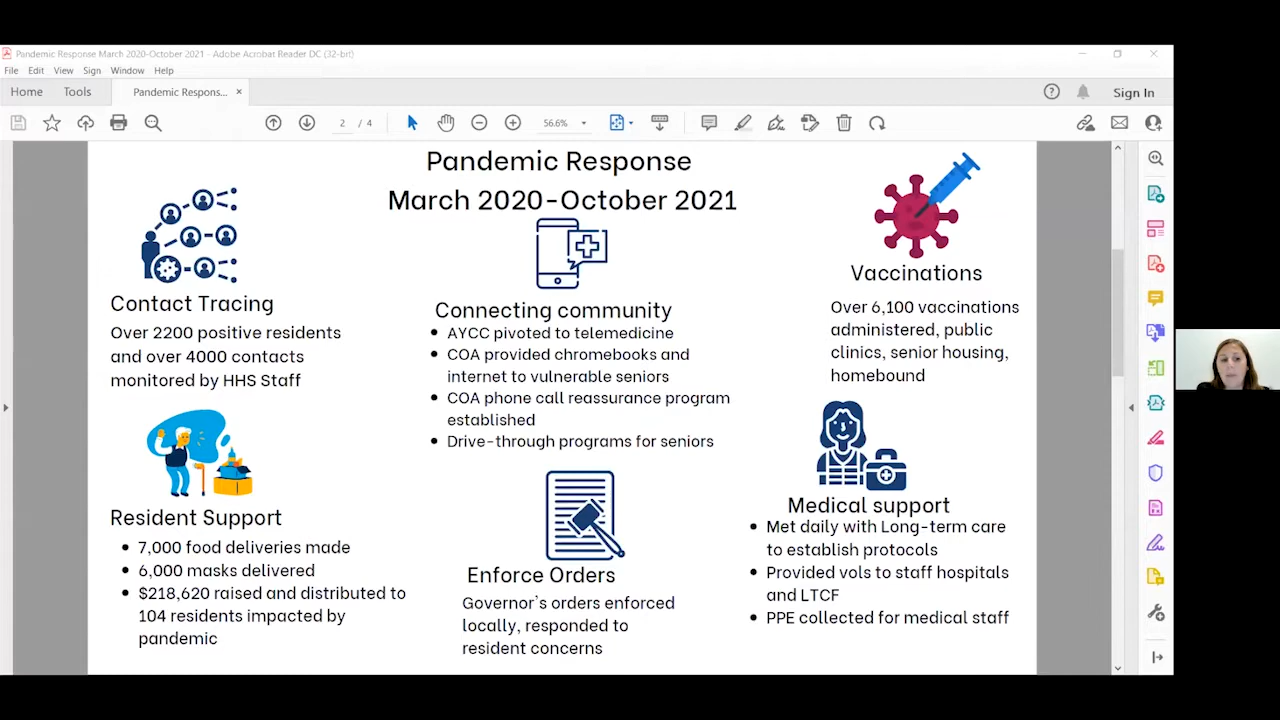 Pandemic Response March 2020-October 2021 - Adobe Acrobat Reader DC (32-bit)
File Edit View Sign Window Help
Home Tools Pandemic Respons... × Sign In
2 / 4 56.6%
Pandemic Response
March 2020-October 2021
Contact Tracing
Over 2200 positive residents
and over 4000 contacts
monitored by HHS Staff
Connecting community
• AYCC pivoted to telemedicine
• COA provided chromebooks and
internet to vulnerable seniors
• COA phone call reassurance program
established
• Drive-through programs for seniors
Vaccinations
Over 6,100 vaccinations
administered, public
clinics, senior housing,
homebound
Resident Support
• 7,000 food deliveries made
• 6,000 masks delivered
• $218,620 raised and distributed to
104 residents impacted by
pandemic
Enforce Orders
Governor's orders enforced
locally, responded to
resident concerns
Medical support
• Met daily with Long-term care
to establish protocols
• Provided vols to staff hospitals
and LTCF
• PPE collected for medical staff